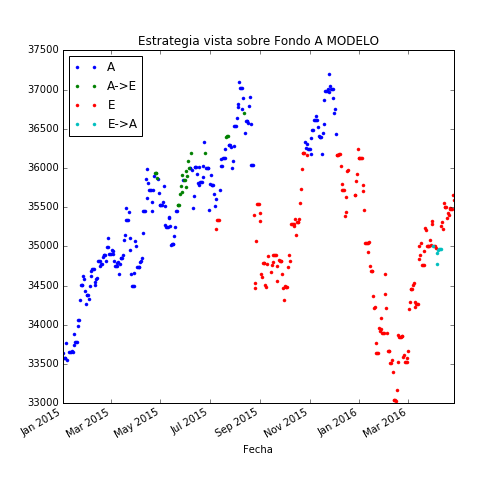 Estrategia vista sobre Fondo A MODELO
37500
37000
36500
36000
35500
35000
34500
34000
33500
33000
A
A->E
E
E->A
Jan 2015
Mar 2015
May 2015
Jul 2015
Sep 2015
Nov 2015
Jan 2016
Mar 2016
Fecha